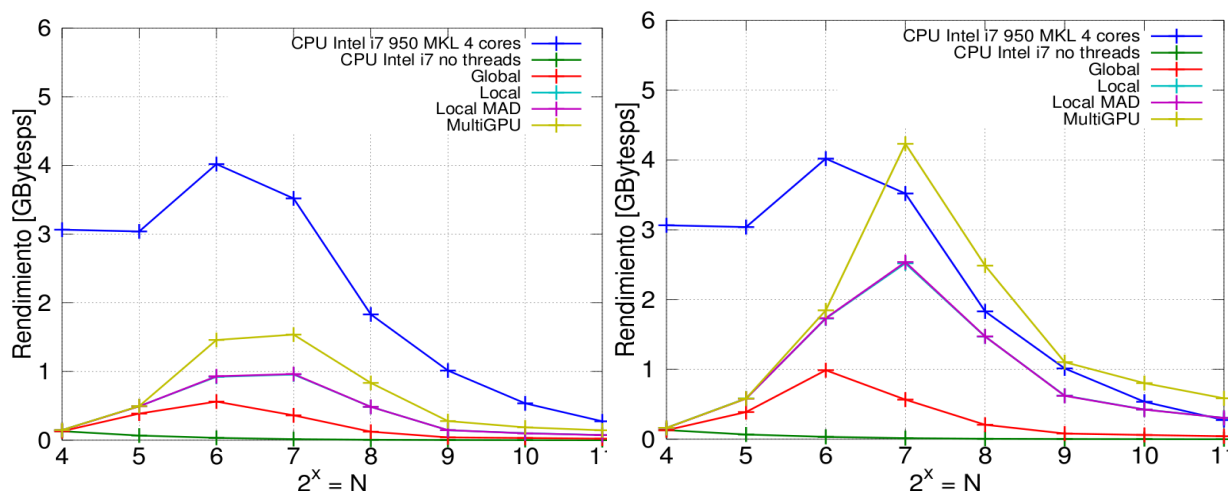 6
5
4
3
2
1
0
Rendimiento [GBytesps]
CPU Intel i7 950 MKL 4 cores
CPU Intel i7 no threads
Global
Local
Local MAD
MultiGPU
4 5 6 7 8 9 10 11
2^x = N
6
5
4
3
2
1
0
Rendimiento [GBytesps]
CPU Intel i7 950 MKL 4 cores
CPU Intel i7 no threads
Global
Local
Local MAD
MultiGPU
4 5 6 7 8 9 10 11
2^x = N